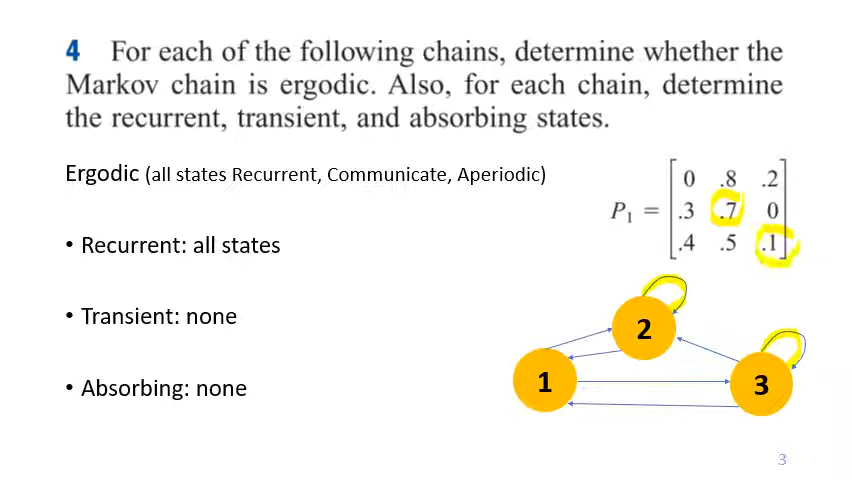 4 For each of the following chains, determine whether the
Markov chain is ergodic. Also, for each chain, determine
the recurrent, transient, and absorbing states.
Ergodic (all states Recurrent, Communicate, Aperiodic)
• Recurrent: all states
• Transient: none
• Absorbing: none
0 .8 .2
P₁ = .3 .7 0
.4 .5 .1
2
1
3
3